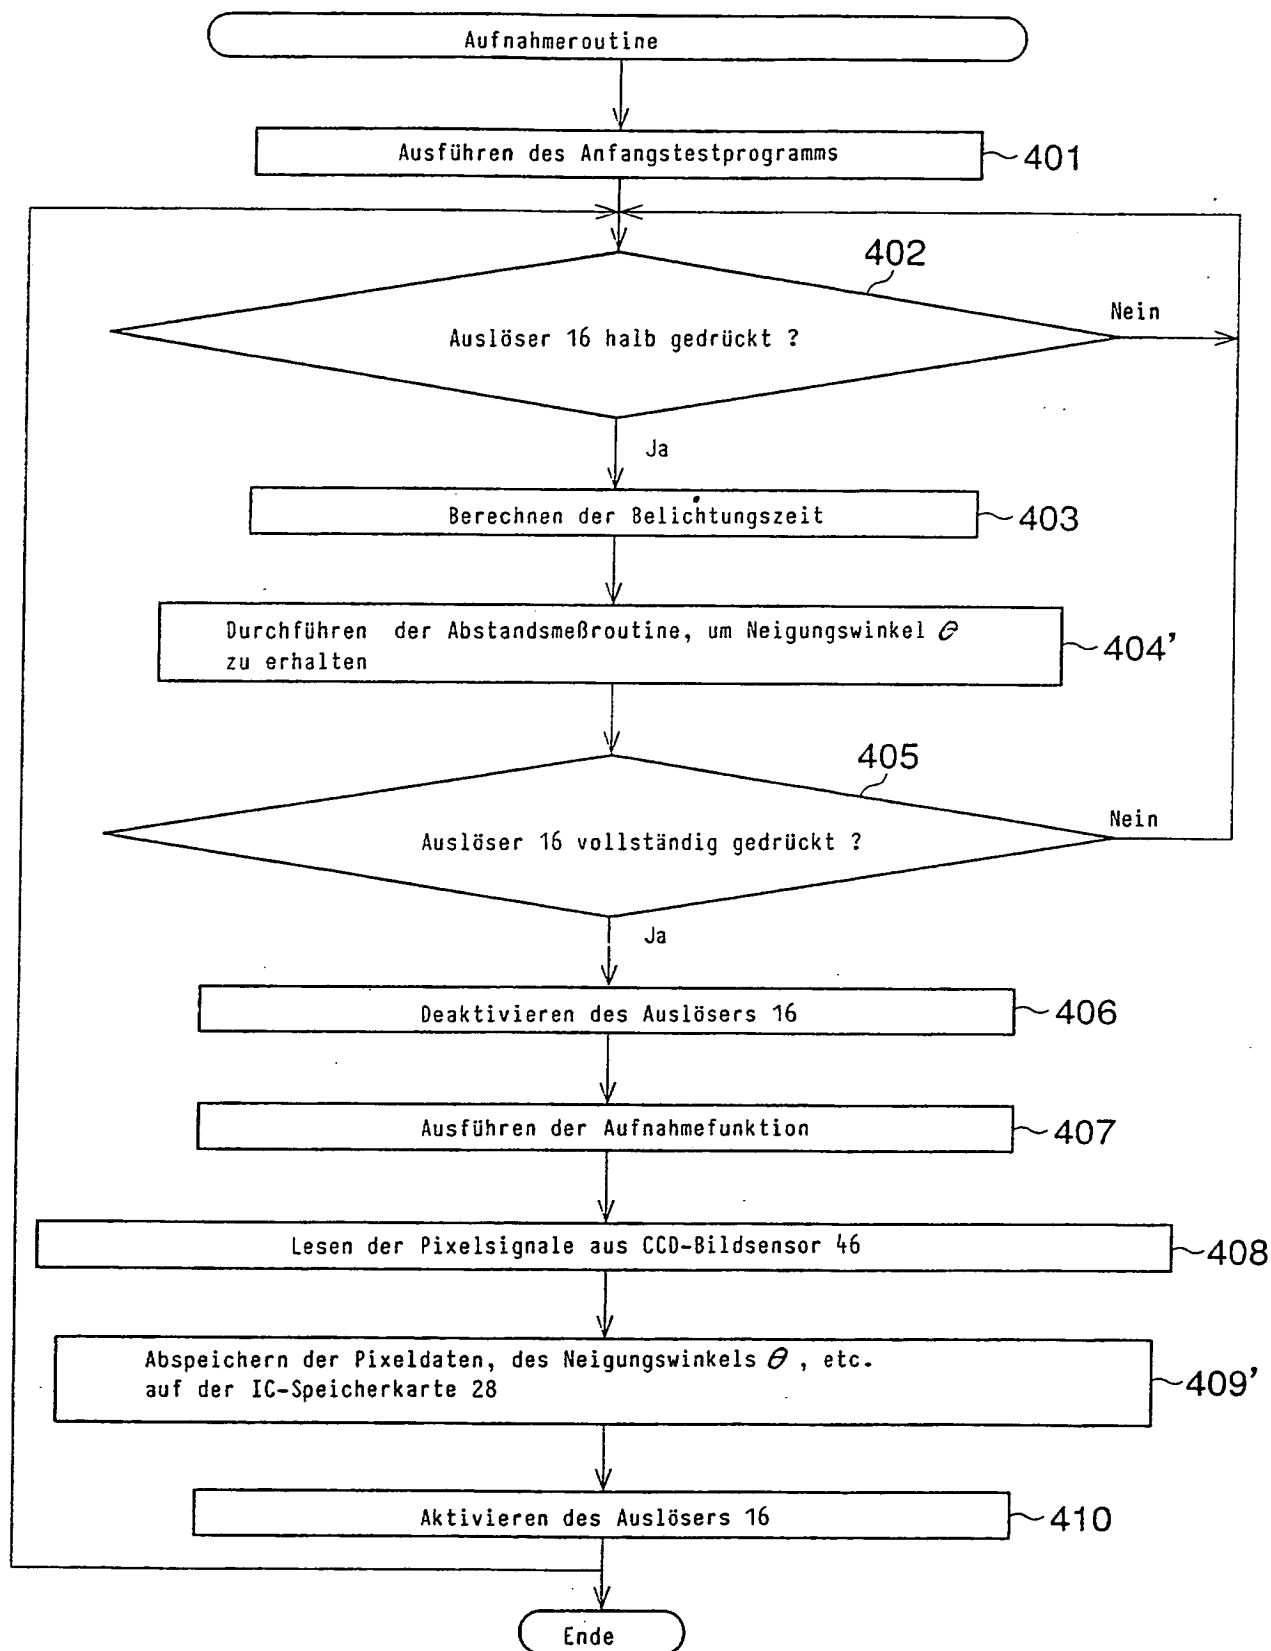 Aufnahmeroutine
Ausführen des Anfangstestprogramms
401
402
Nein
Auslöser 16 halb gedrückt ?
Ja
Berechnen der Belichtungszeit
403
Durchführen der Abstandsmeßroutine, um Neigungswinkel θ
zu erhalten
404'
405
Nein
Auslöser 16 vollständig gedrückt ?
Ja
Deaktivieren des Auslösers 16
406
Ausführen der Aufnahmefunktion
407
Lesen der Pixelsignale aus CCD-Bildsensor 46
408
Abspeichern der Pixeldaten, des Neigungswinkels θ , etc.
auf der IC-Speicherkarte 28
409'
Aktivieren des Auslösers 16
410
Ende